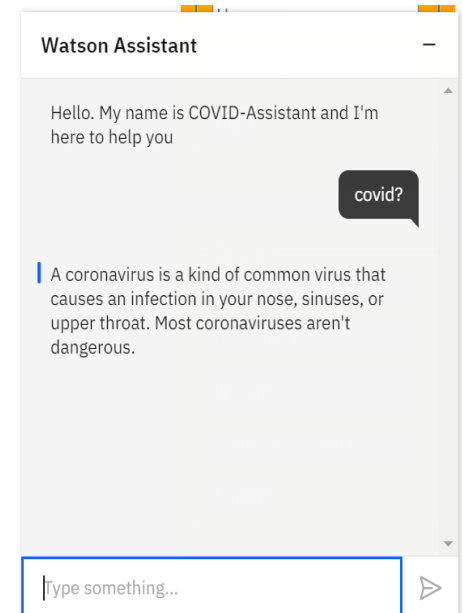 Watson Assistant
Hello. My name is COVID-Assistant and I'm
here to help you
covid?
A coronavirus is a kind of common virus that
causes an infection in your nose, sinuses, or
upper throat. Most coronaviruses aren't
dangerous.
Type something...